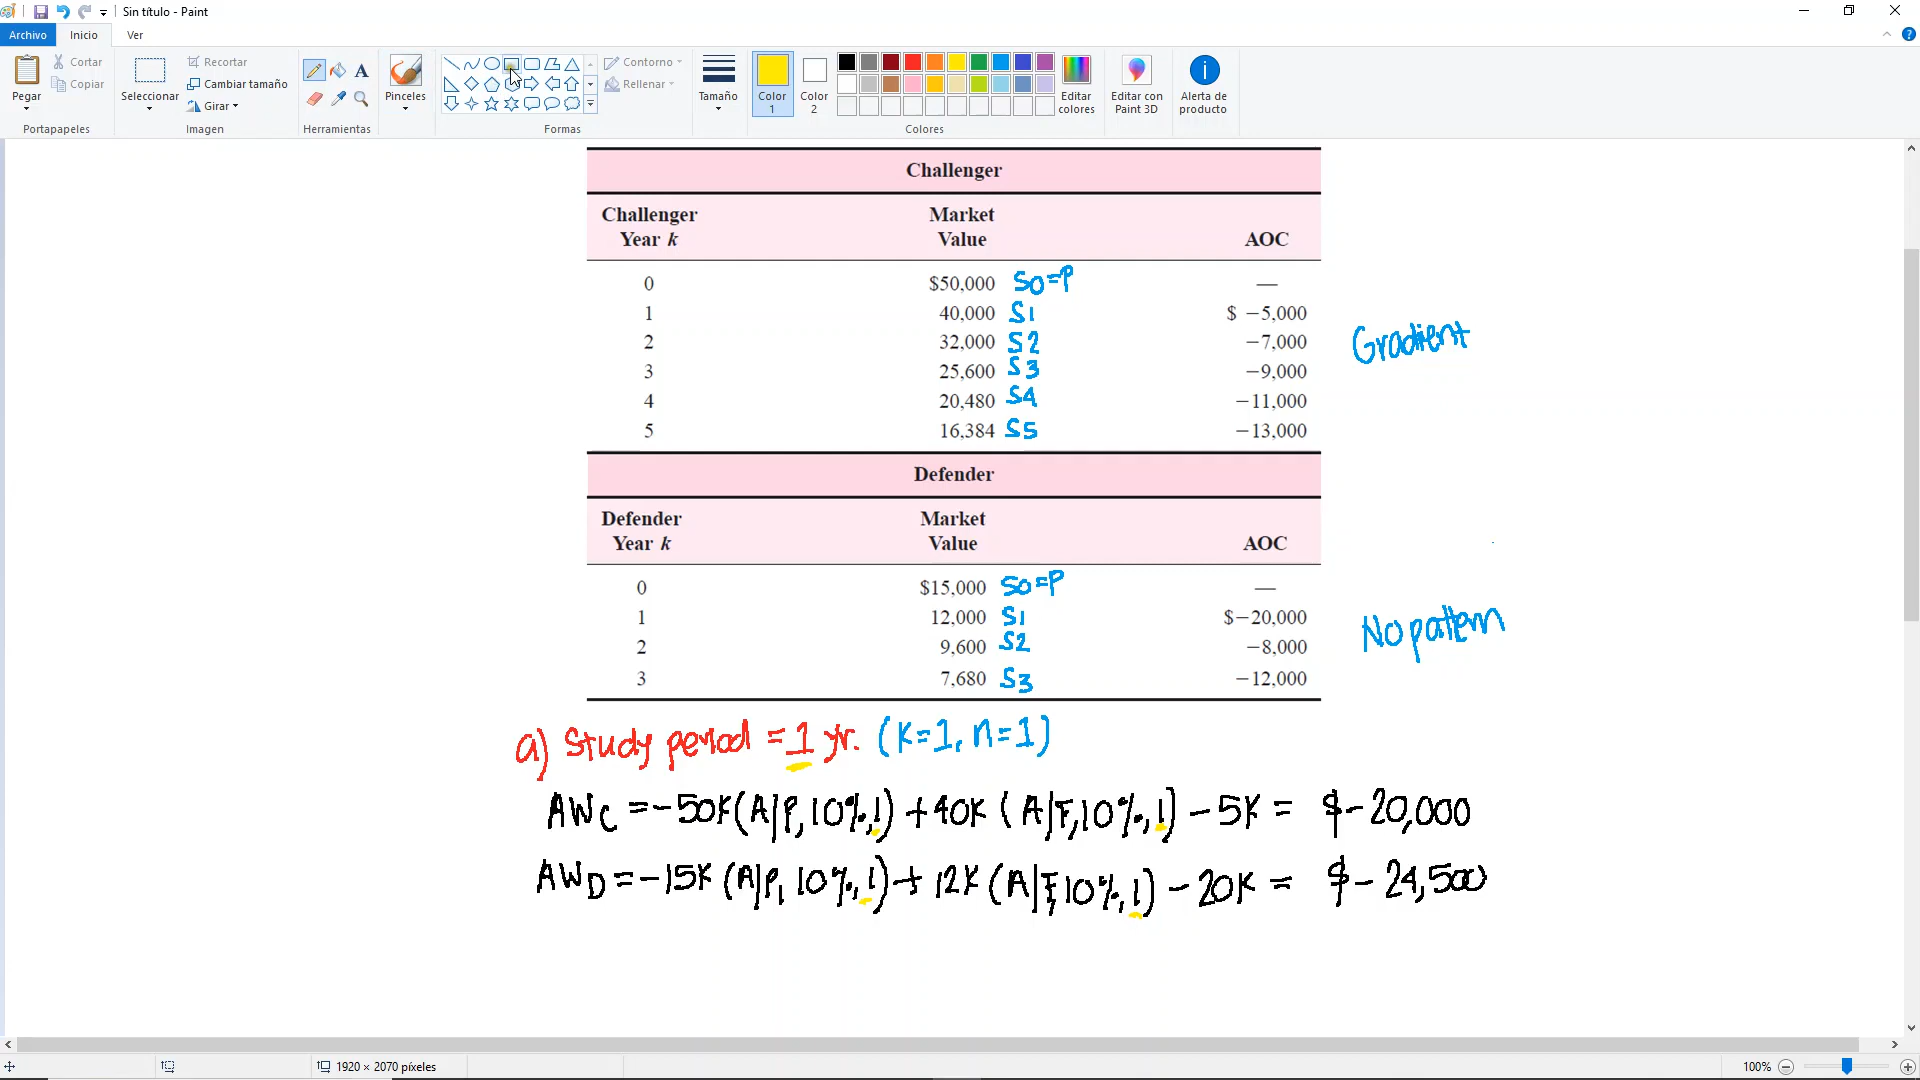 Sin título - Paint
Archivo Inicio Ver
Pegar
Cortar
Copiar
Portapapeles
Seleccionar
Recortar
Cambiar tamaño
Girar
Imagen
A
Herramientas
Pinceles
Contorno
Rellenar
Formas
Tamaño
Color 1
Color 2
Editar colores
Colores
Editar con Paint 3D
Alerta de producto
Challenger
Challenger Year k Market Value AOC
0 $50,000 S0=P —
1 40,000 S1 $ −5,000
2 32,000 S2 −7,000
3 25,600 S3 −9,000
4 20,480 S4 −11,000
5 16,384 S5 −13,000
Gradient
Defender
Defender Year k Market Value AOC
0 $15,000 S0=P —
1 12,000 S1 $−20,000
2 9,600 S2 −8,000
3 7,680 S3 −12,000
No pattern
a) Study period = 1 yr. (k=1, n=1)
AWC = −50K(A|P, 10%, 1) + 40K (A|F, 10%, 1) − 5K = $−20,000
AWD = −15K (A|P, 10%, 1) + 12K (A|F, 10%, 1) − 20K = $−24,500
1920 × 2070 píxeles 100%